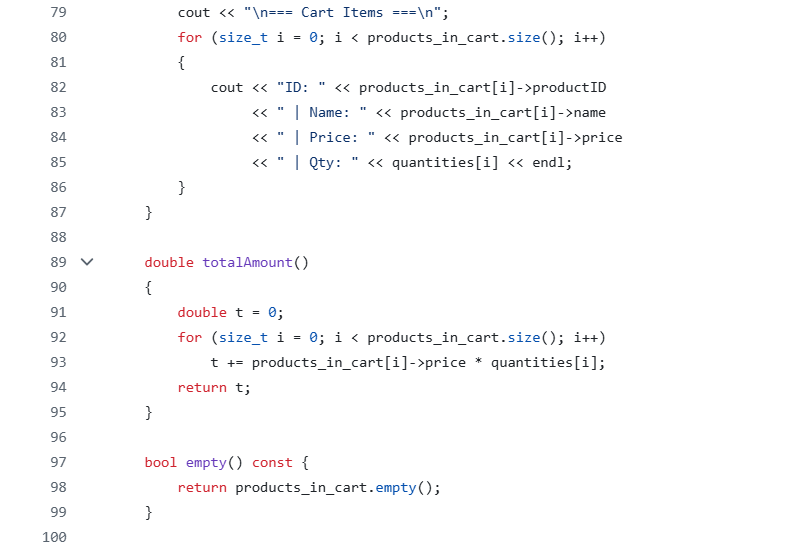 79 cout << "\n=== Cart Items ===\n";
80 for (size_t i = 0; i < products_in_cart.size(); i++)
81 {
82 cout << "ID: " << products_in_cart[i]->productID
83 << " | Name: " << products_in_cart[i]->name
84 << " | Price: " << products_in_cart[i]->price
85 << " | Qty: " << quantities[i] << endl;
86 }
87 }
88
89 double totalAmount()
90 {
91 double t = 0;
92 for (size_t i = 0; i < products_in_cart.size(); i++)
93 t += products_in_cart[i]->price * quantities[i];
94 return t;
95 }
96
97 bool empty() const {
98 return products_in_cart.empty();
99 }
100